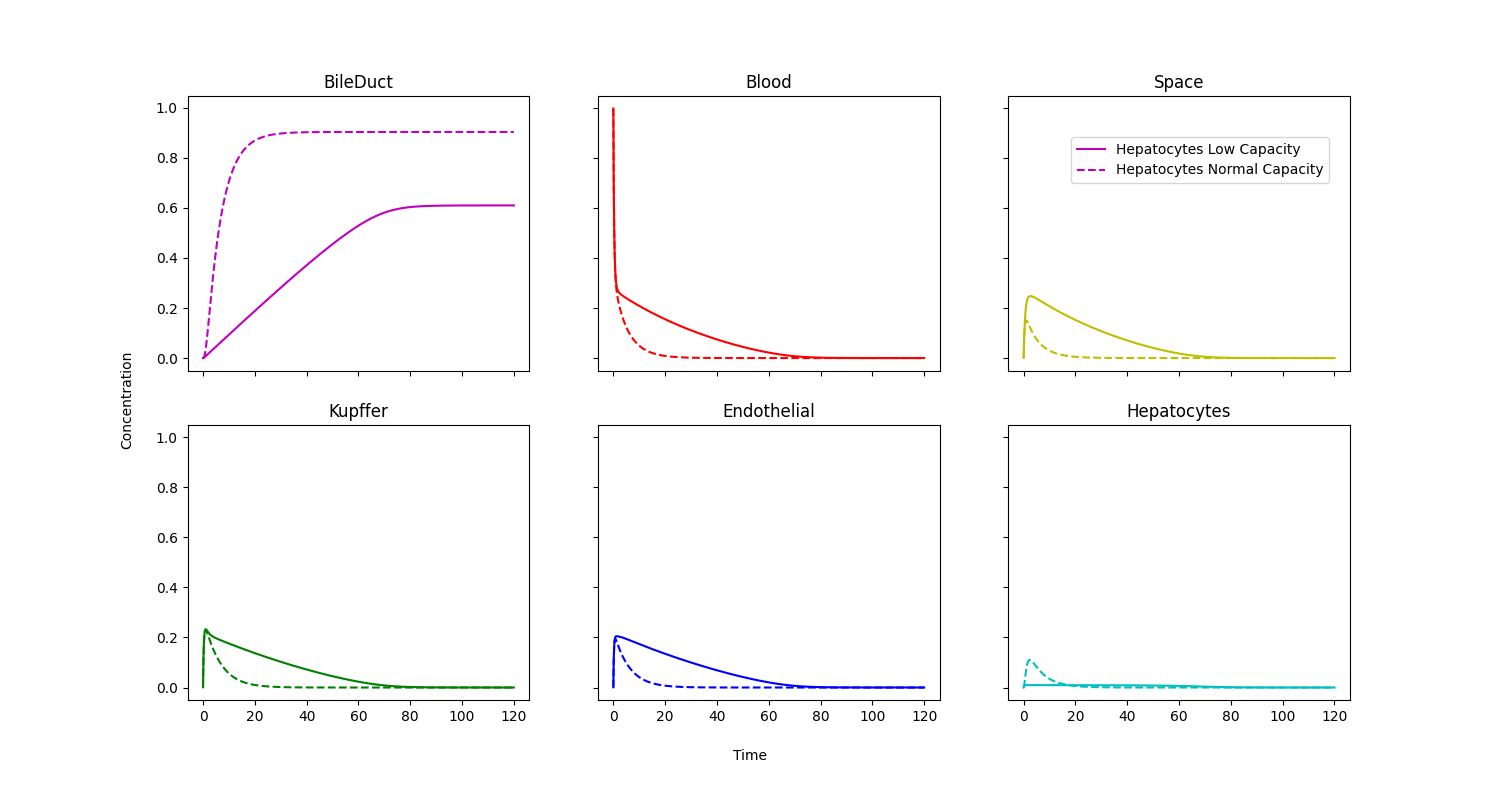 BileDuct
Blood
Space
1.0
0.8
0.6
0.4
0.2
0.0
Hepatocytes Low Capacity
Hepatocytes Normal Capacity
Concentration
Kupffer
Endothelial
Hepatocytes
1.0
0.8
0.6
0.4
0.2
0.0
0 20 40 60 80 100 120
0 20 40 60 80 100 120
0 20 40 60 80 100 120
Time